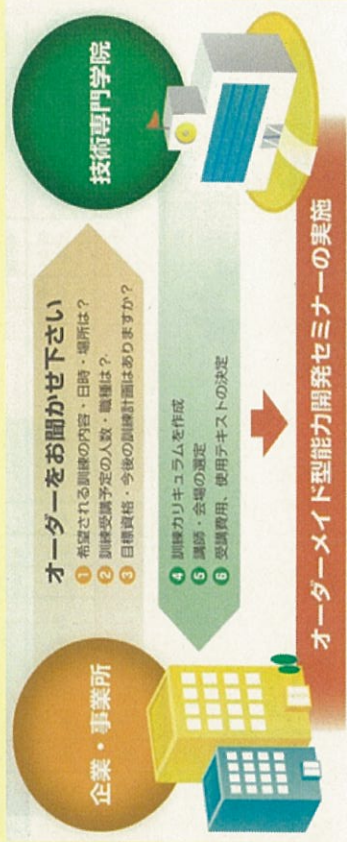 企業・事業所
オーダーをお聞かせ下さい
1 希望される訓練の内容・日時・場所は？
2 訓練受講予定の人数・職種は？
3 目標資格・今後の訓練計画はありますか？
技術専門学院
4 訓練カリキュラムを作成
5 講師・会場の選定
6 受講費用、使用テキストの決定
オーダーメイド型能力開発セミナーの実施